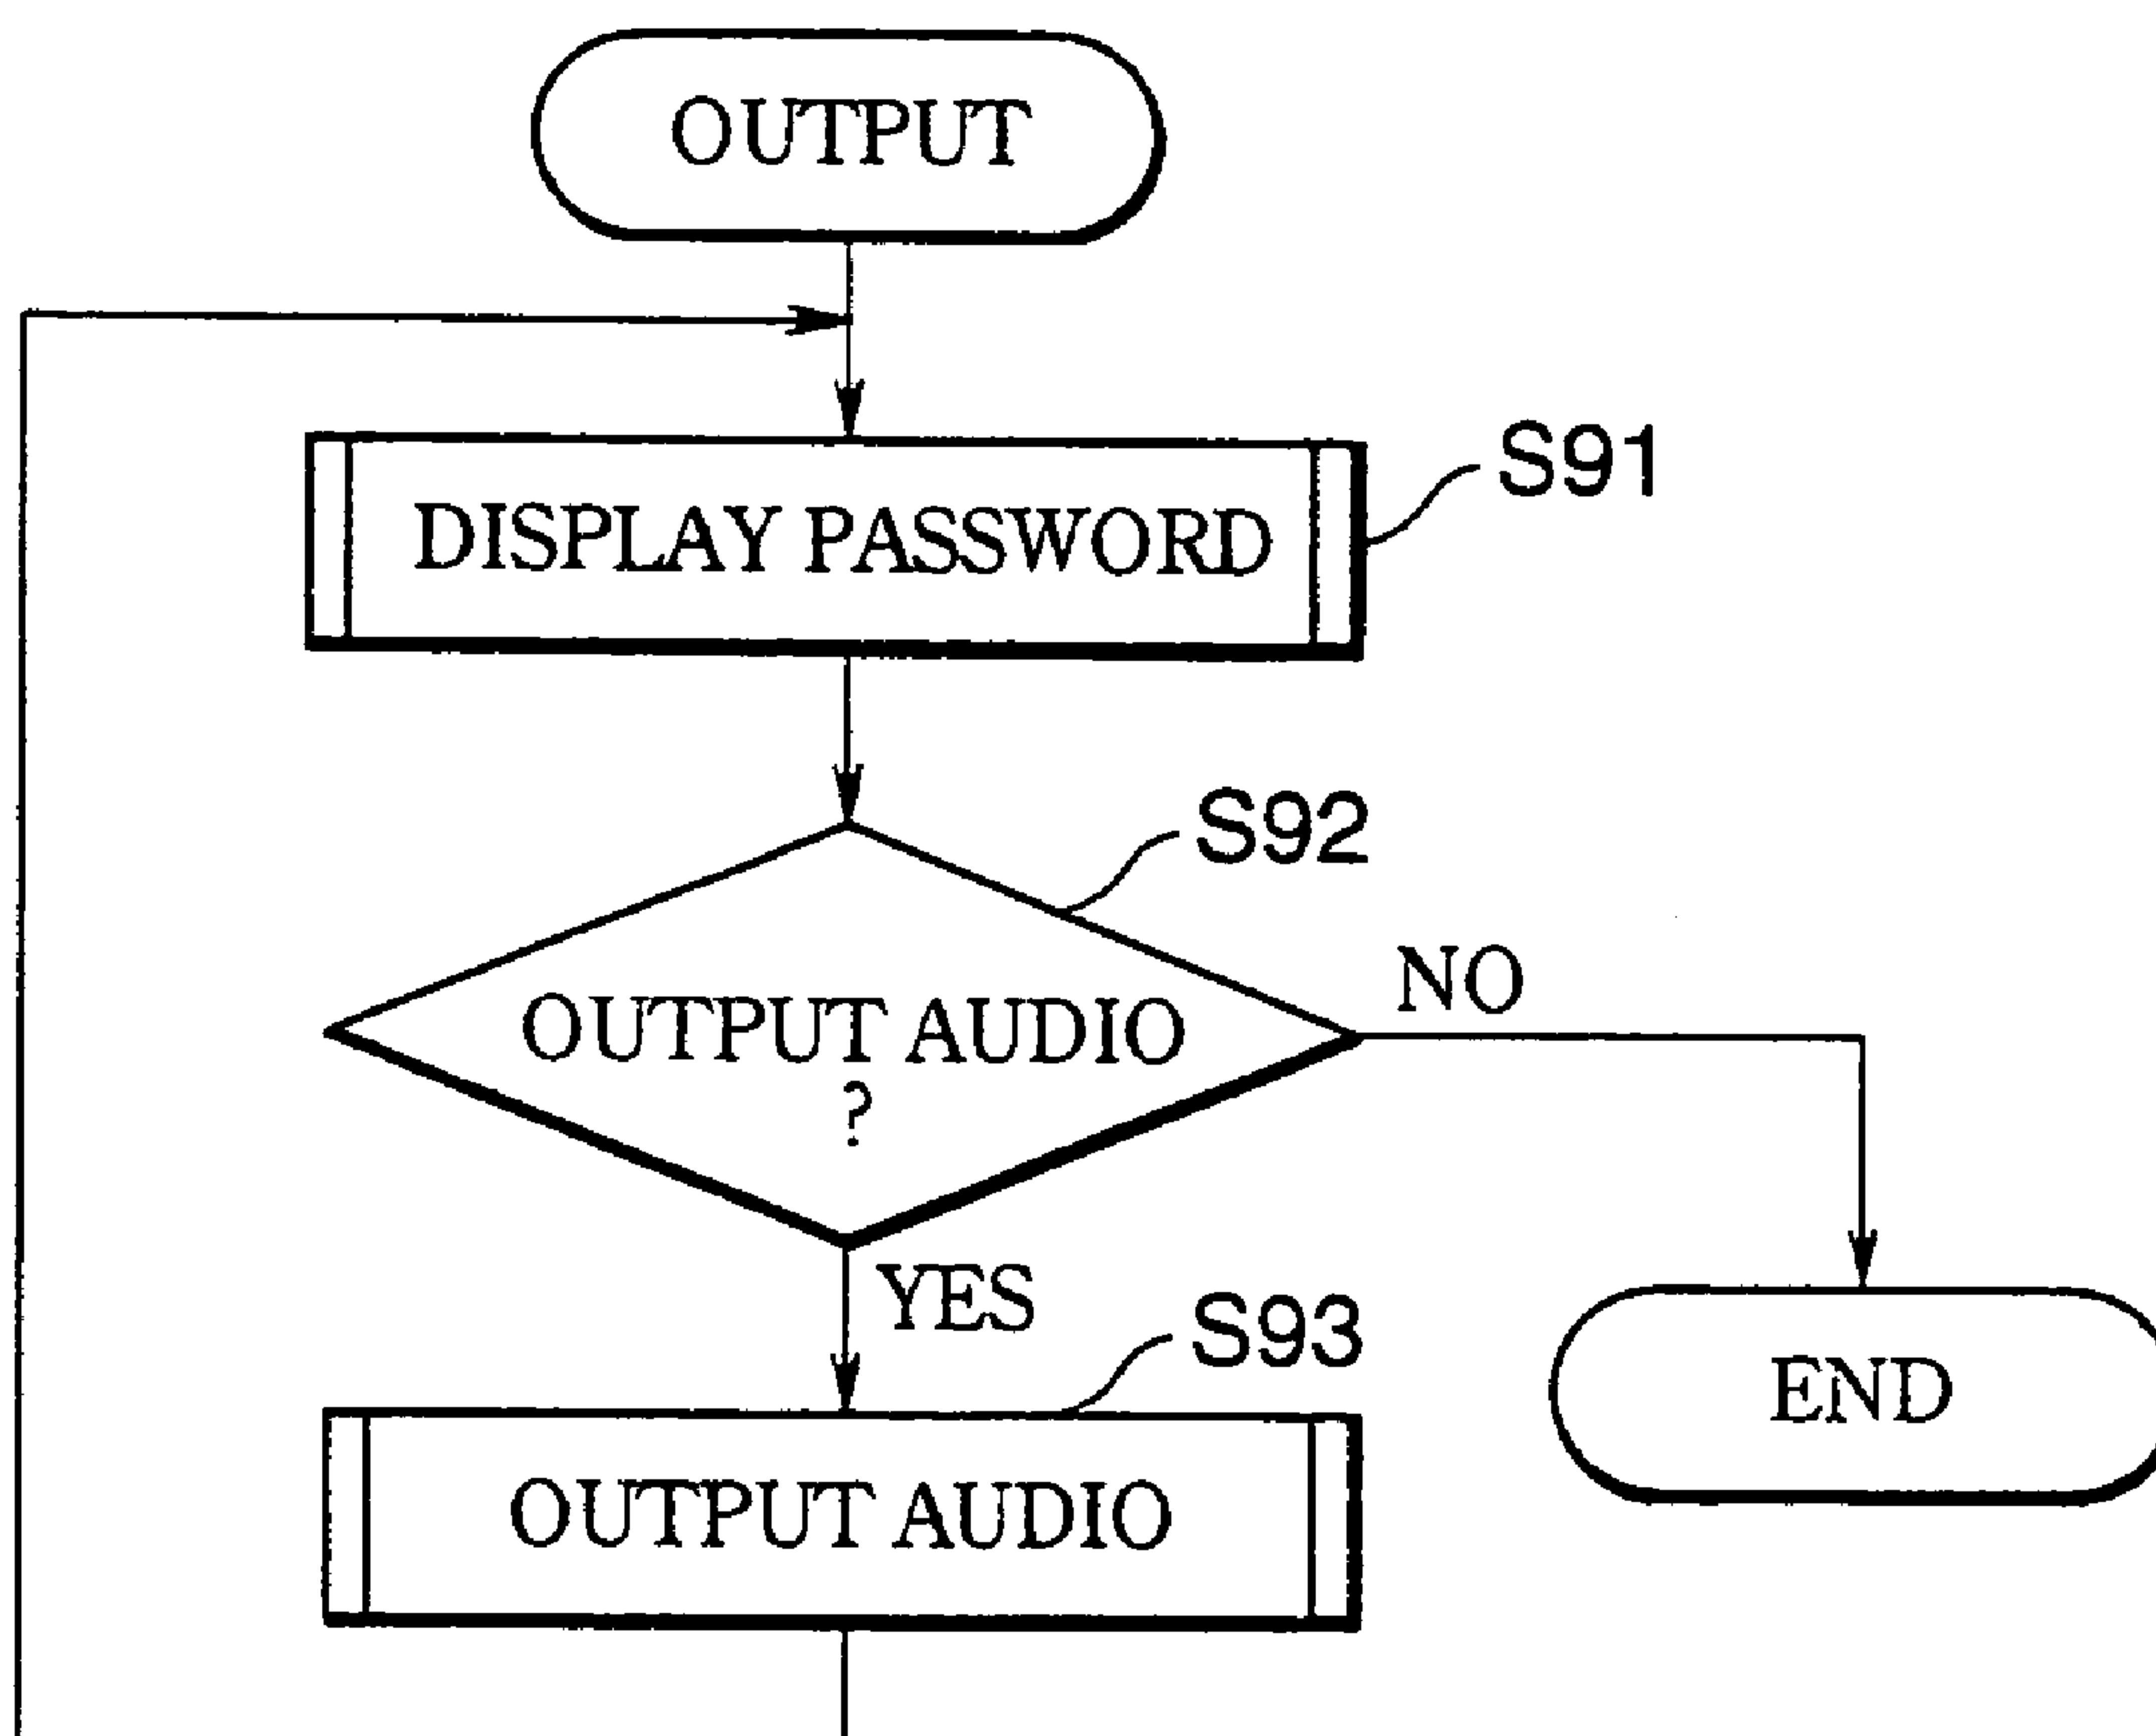 OUTPUT
DISPLAY PASSWORD
S91
S92
OUTPUT AUDIO
?
NO
YES
S93
OUTPUT AUDIO
END